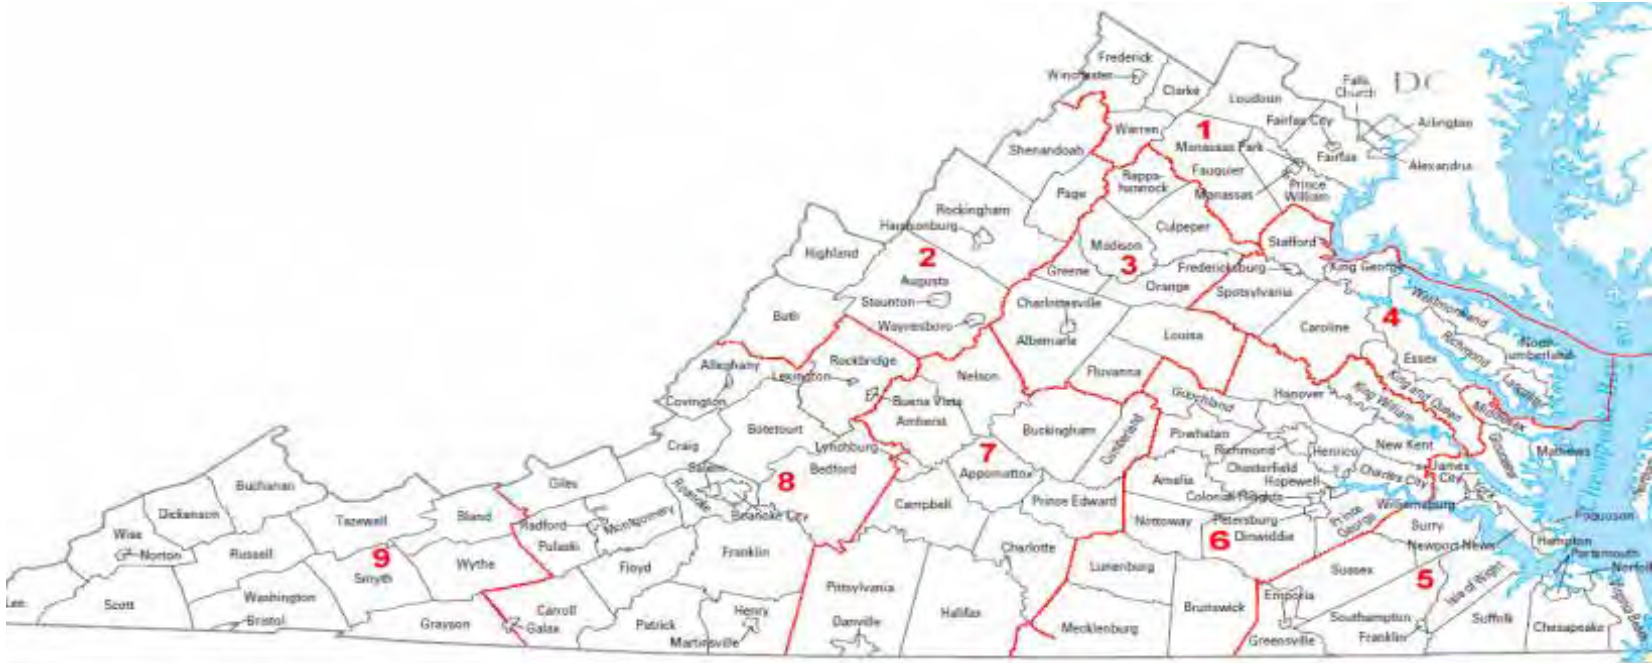 Frederick
Winchester
Clarke
Loudoun
Falls
Church
DC
Fairfax City
Arlington
Warren
1
Manassas Park
Fairfax
Alexandria
Shenandoah
Fauquier
Rappa-
hannock
Manassas
Prince
William
Page
Rockingham
Harrisonburg
Culpeper
Madison
Stafford
Highland
2
3
Greene
Fredericksburg
King George
Augusta
Orange
Spotsylvania
Westmoreland
Staunton
Charlottesville
4
Bath
Waynesboro
Caroline
Albemarle
Louisa
Richmond
North-
umberland
Essex
Rockbridge
Alleghany
Lexington
Nelson
Fluvanna
Lancaster
King and Queen
Covington
Buena Vista
Goochland
Hanover
King William
Middlesex
Amherst
Botetourt
Buckingham
Cumberland
Powhatan
Craig
Lynchburg
Richmond
Henrico
New Kent
Gloucester
Mathews
7
Salem
Bedford
Appomattox
Chesterfield
James
City
Charles City
8
Roanoke
Amelia
Hopewell
Giles
Buchanan
Campbell
Prince Edward
Colonial Heights
York
Williamsburg
Dickenson
Tazewell
Bland
Radford
Montgomery
Roanoke City
Nottoway
Petersburg
Prince
George
Surry
Poquoson
Wise
Norton
Russell
9
Wythe
Pulaski
Franklin
Charlotte
6
Dinwiddie
Newport News
Hampton
Portsmouth
Smyth
Floyd
Lunenburg
Sussex
Norfolk
5
Pittsylvania
Isle of Wight
Lee
Scott
Washington
Carroll
Henry
Halifax
Brunswick
Emporia
Virginia Beach
Bristol
Grayson
Galax
Patrick
Danville
Mecklenburg
Southampton
Suffolk
Chesapeake
Martinsville
Greensville
Franklin